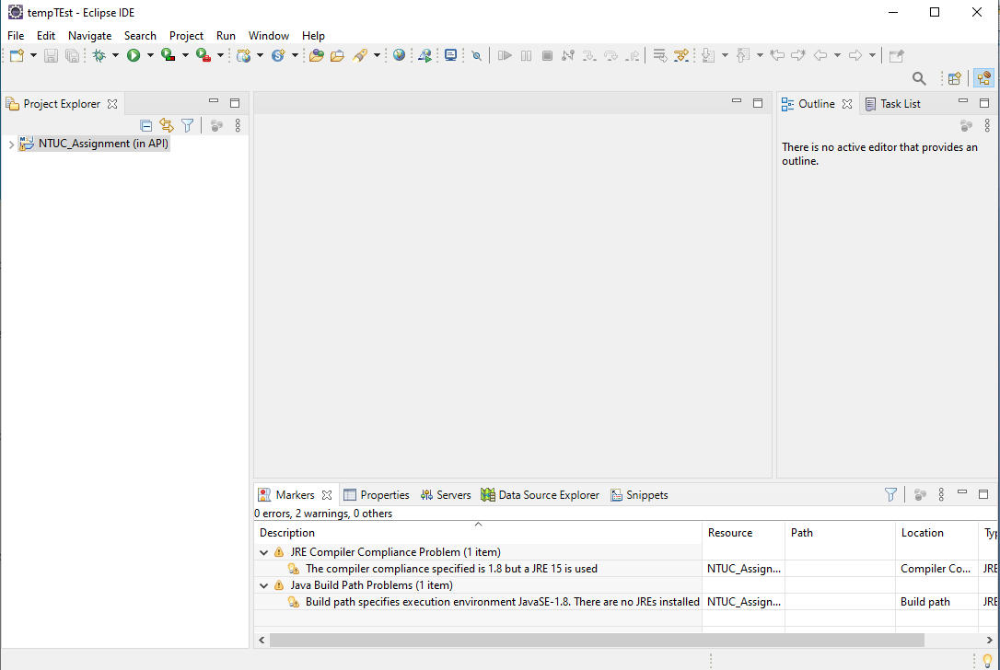 tempTEst - Eclipse IDE
File Edit Navigate Search Project Run Window Help
Project Explorer
NTUC_Assignment (in API)
Outline Task List
There is no active editor that provides an
outline.
Markers Properties Servers Data Source Explorer Snippets
0 errors, 2 warnings, 0 others
Description Resource Path Location Typ
JRE Compiler Compliance Problem (1 item)
The compiler compliance specified is 1.8 but a JRE 15 is used NTUC_Assign... Compiler Co... JRE
Java Build Path Problems (1 item)
Build path specifies execution environment JavaSE-1.8. There are no JREs installed NTUC_Assign... Build path JRE